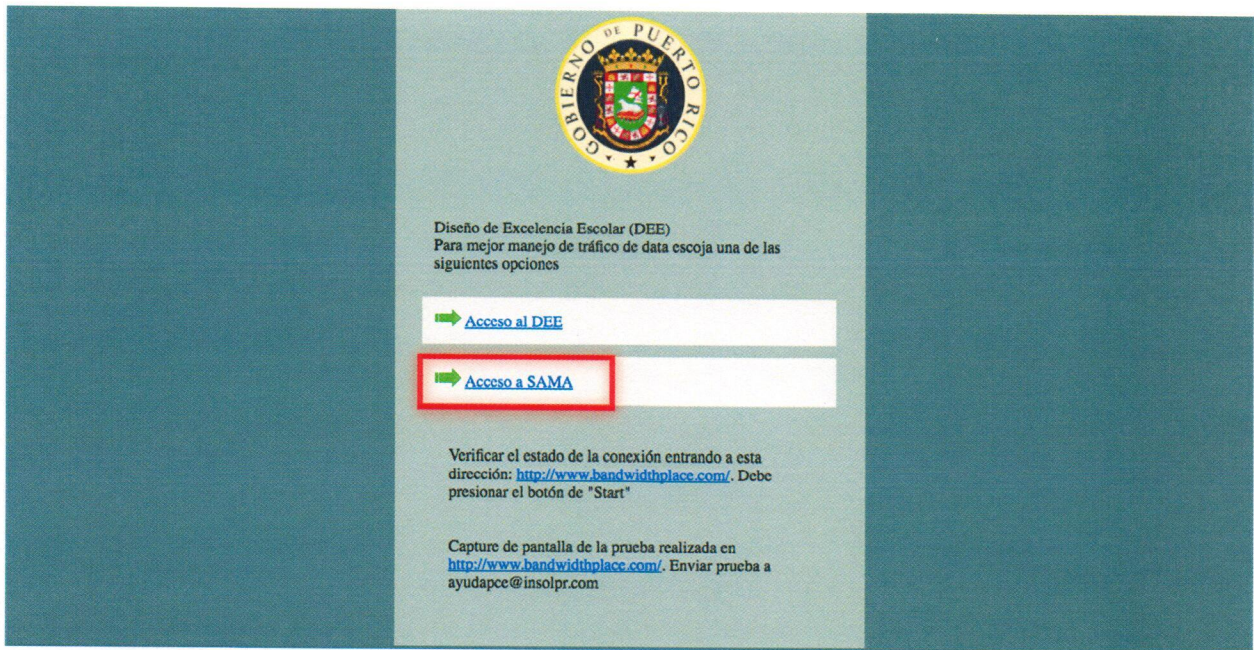 GOBIERNO DE PUERTO RICO
Diseño de Excelencia Escolar (DEE)
Para mejor manejo de tráfico de data escoja una de las
siguientes opciones
Acceso al DEE
Acceso a SAMA
Verificar el estado de la conexión entrando a esta
dirección: http://www.bandwidthplace.com/. Debe
presionar el botón de "Start"
Capture de pantalla de la prueba realizada en
http://www.bandwidthplace.com/. Enviar prueba a
ayudapce@insolpr.com